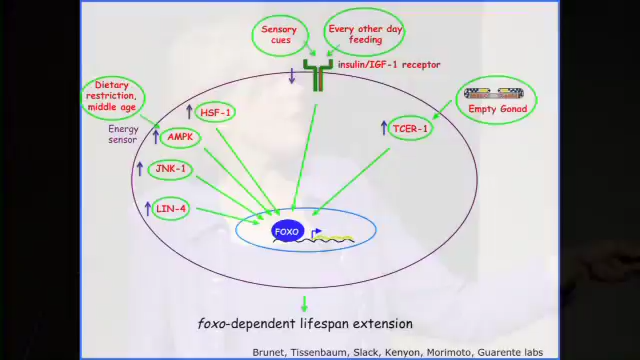 Sensory
cues
Every other day
feeding
insulin/IGF-1 receptor
Dietary
restriction,
middle age
HSF-1
Energy
sensor
AMPK
TCER-1
Empty Gonad
JNK-1
LIN-4
FOXO
foxo-dependent lifespan extension
Brunet, Tissenbaum, Slack, Kenyon, Morimoto, Guarente labs